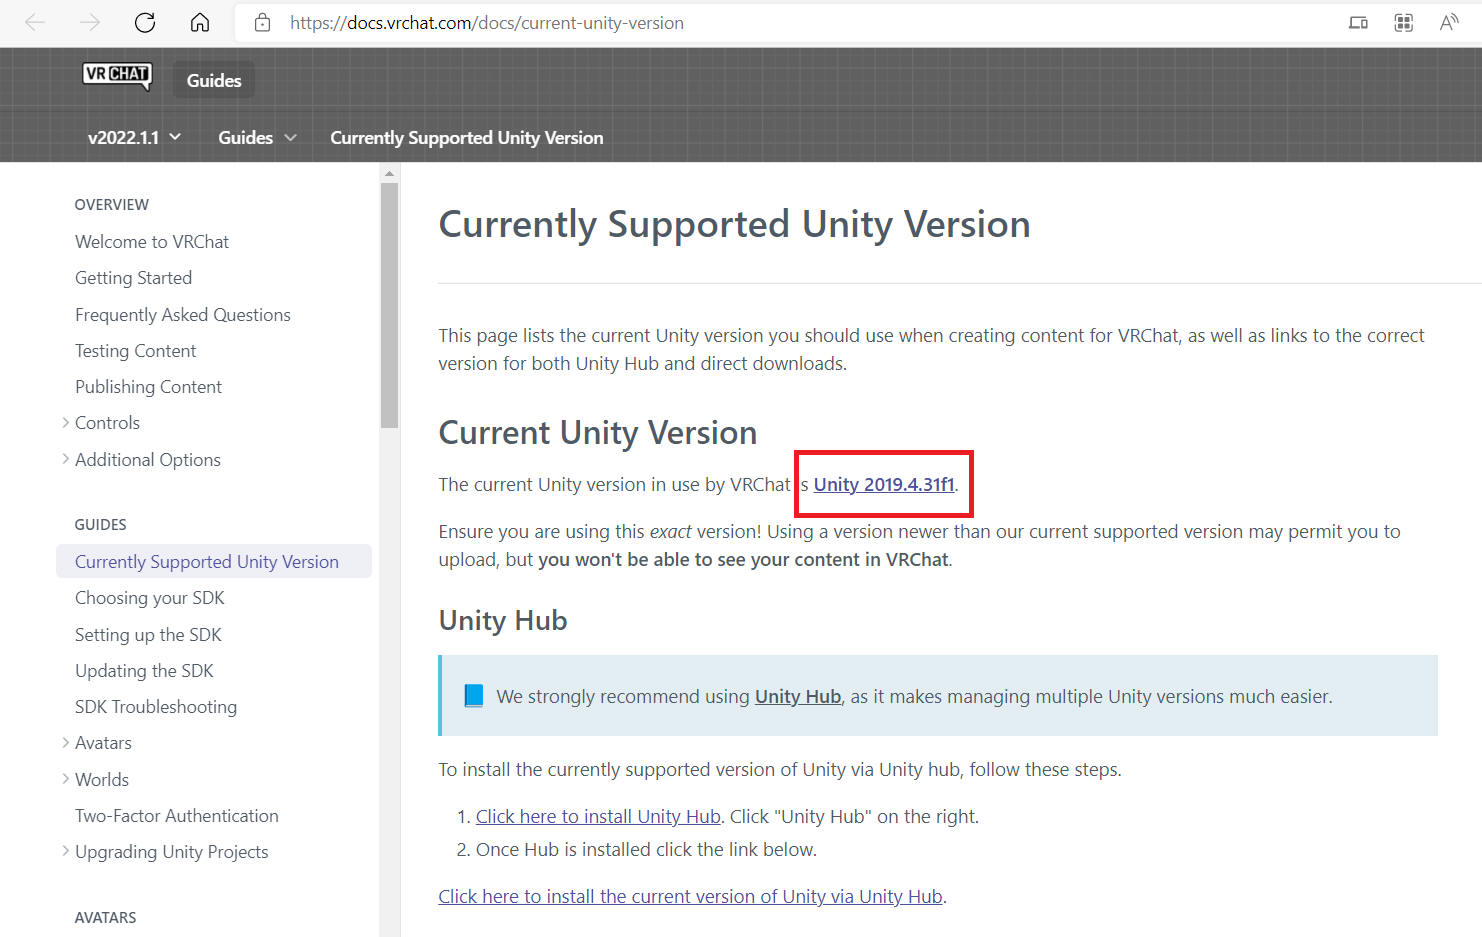 https://docs.vrchat.com/docs/current-unity-version
VRCHAT
Guides
v2022.1.1
Guides
Currently Supported Unity Version
OVERVIEW
Welcome to VRChat
Getting Started
Frequently Asked Questions
Testing Content
Publishing Content
Controls
Additional Options
GUIDES
Currently Supported Unity Version
Choosing your SDK
Setting up the SDK
Updating the SDK
SDK Troubleshooting
Avatars
Worlds
Two-Factor Authentication
Upgrading Unity Projects
AVATARS
Currently Supported Unity Version
This page lists the current Unity version you should use when creating content for VRChat, as well as links to the correct
version for both Unity Hub and direct downloads.
Current Unity Version
The current Unity version in use by VRChat is Unity 2019.4.31f1.
Ensure you are using this exact version! Using a version newer than our current supported version may permit you to
upload, but you won't be able to see your content in VRChat.
Unity Hub
We strongly recommend using Unity Hub, as it makes managing multiple Unity versions much easier.
To install the currently supported version of Unity via Unity hub, follow these steps.
1. Click here to install Unity Hub. Click "Unity Hub" on the right.
2. Once Hub is installed click the link below.
Click here to install the current version of Unity via Unity Hub.